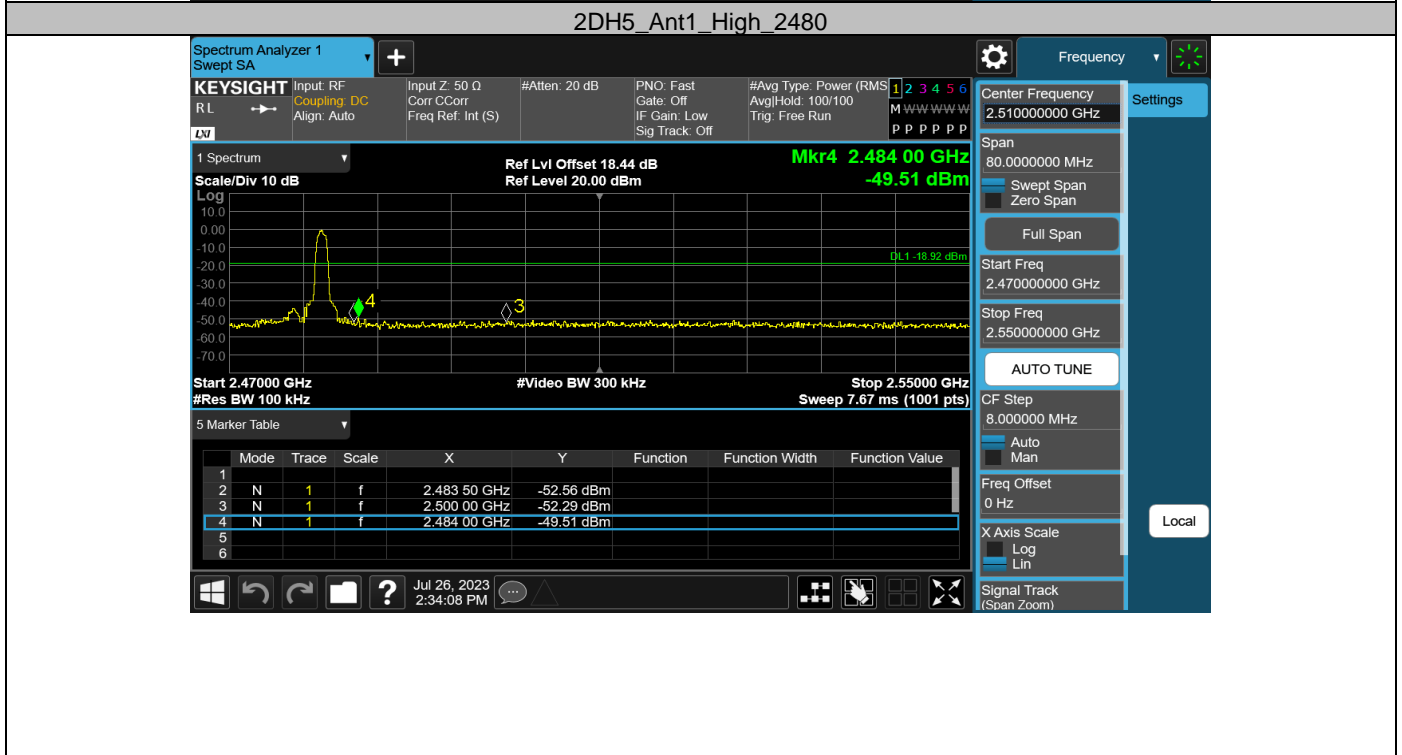 2DH5_Ant1_High_2480
Spectrum Analyzer 1
Swept SA
+
Frequency
KEYSIGHT
RL
LXI
Input: RF
Coupling: DC
Align: Auto
Input Z: 50 Ω
Corr CCorr
Freq Ref: Int (S)
#Atten: 20 dB
PNO: Fast
Gate: Off
IF Gain: Low
Sig Track: Off
#Avg Type: Power (RMS
Avg|Hold: 100/100
Trig: Free Run
1 2 3 4 5 6
M W W W W W
P P P P P P
1 Spectrum
Scale/Div 10 dB
Ref Lvl Offset 18.44 dB
Ref Level 20.00 dBm
Mkr4 2.484 00 GHz
-49.51 dBm
Log
10.0
0.00
-10.0
DL1 -18.92 dBm
-20.0
-30.0
-40.0
4
3
-50.0
-60.0
-70.0
Start 2.47000 GHz
#Video BW 300 kHz
Stop 2.55000 GHz
#Res BW 100 kHz
Sweep 7.67 ms (1001 pts)
5 Marker Table
Mode Trace Scale X Y Function Function Width Function Value
1
2 N 1 f 2.483 50 GHz -52.56 dBm
3 N 1 f 2.500 00 GHz -52.29 dBm
4 N 1 f 2.484 00 GHz -49.51 dBm
5
6
?
Jul 26, 2023
2:34:08 PM
Center Frequency
2.510000000 GHz
Settings
Span
80.0000000 MHz
Swept Span
Zero Span
Full Span
Start Freq
2.470000000 GHz
Stop Freq
2.550000000 GHz
AUTO TUNE
CF Step
8.000000 MHz
Auto
Man
Freq Offset
0 Hz
Local
X Axis Scale
Log
Lin
Signal Track
(Span Zoom)